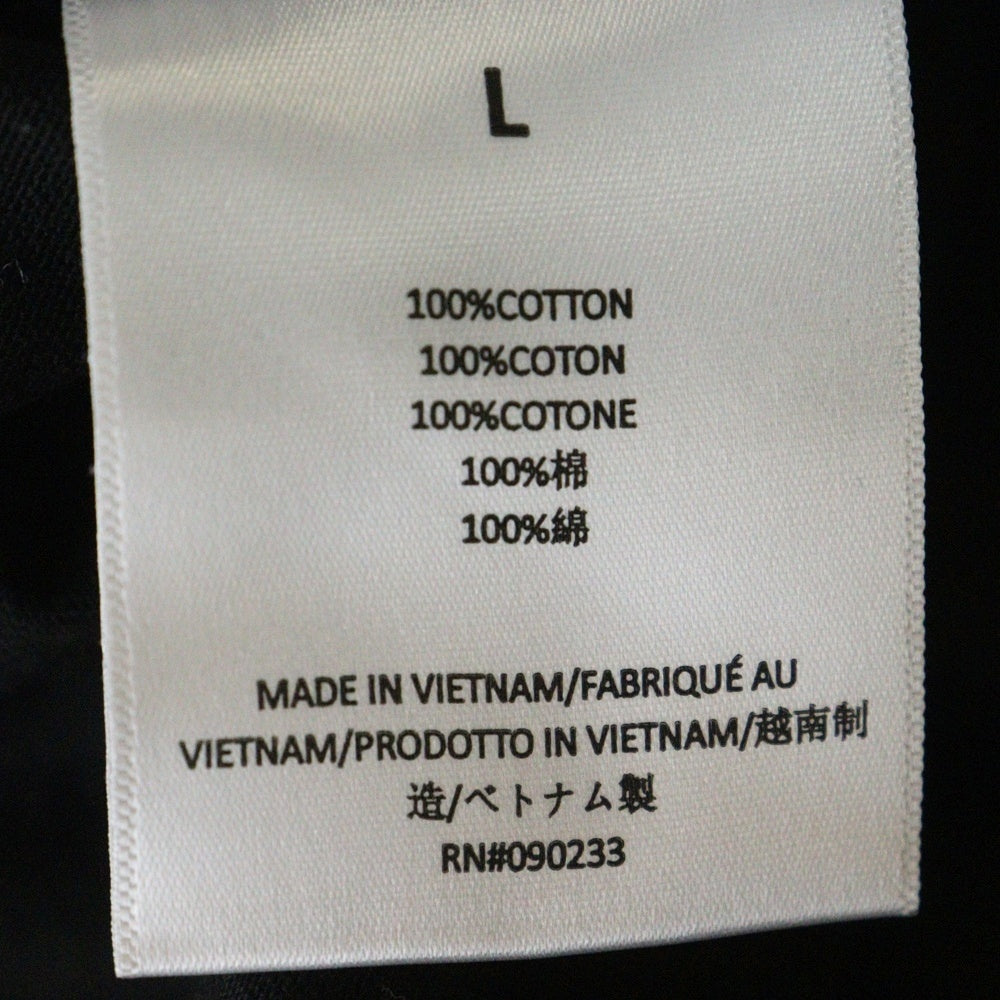 L
100%COTTON
100%COTON
100%COTONE
100%棉
100%綿
MADE IN VIETNAM/FABRIQUÉ AU
VIETNAM/PRODOTTO IN VIETNAM/越南制
造/ベトナム製
RN#090233